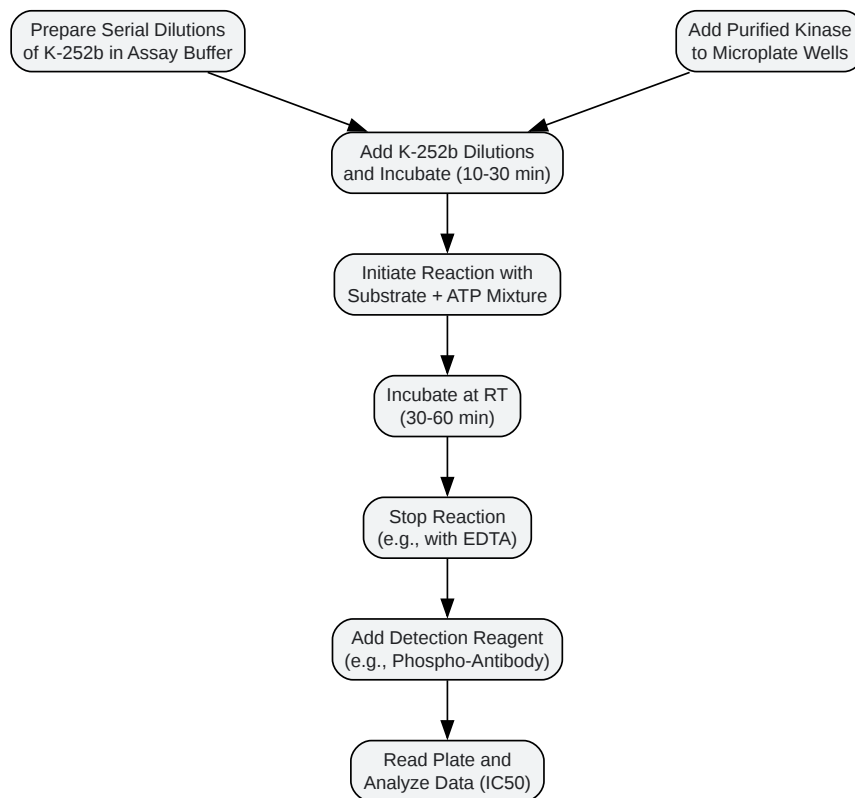 Prepare Serial Dilutions
of K-252b in Assay Buffer
Add Purified Kinase
to Microplate Wells
Add K-252b Dilutions
and Incubate (10-30 min)
Initiate Reaction with
Substrate + ATP Mixture
Incubate at RT
(30-60 min)
Stop Reaction
(e.g., with EDTA)
Add Detection Reagent
(e.g., Phospho-Antibody)
Read Plate and
Analyze Data (IC50)